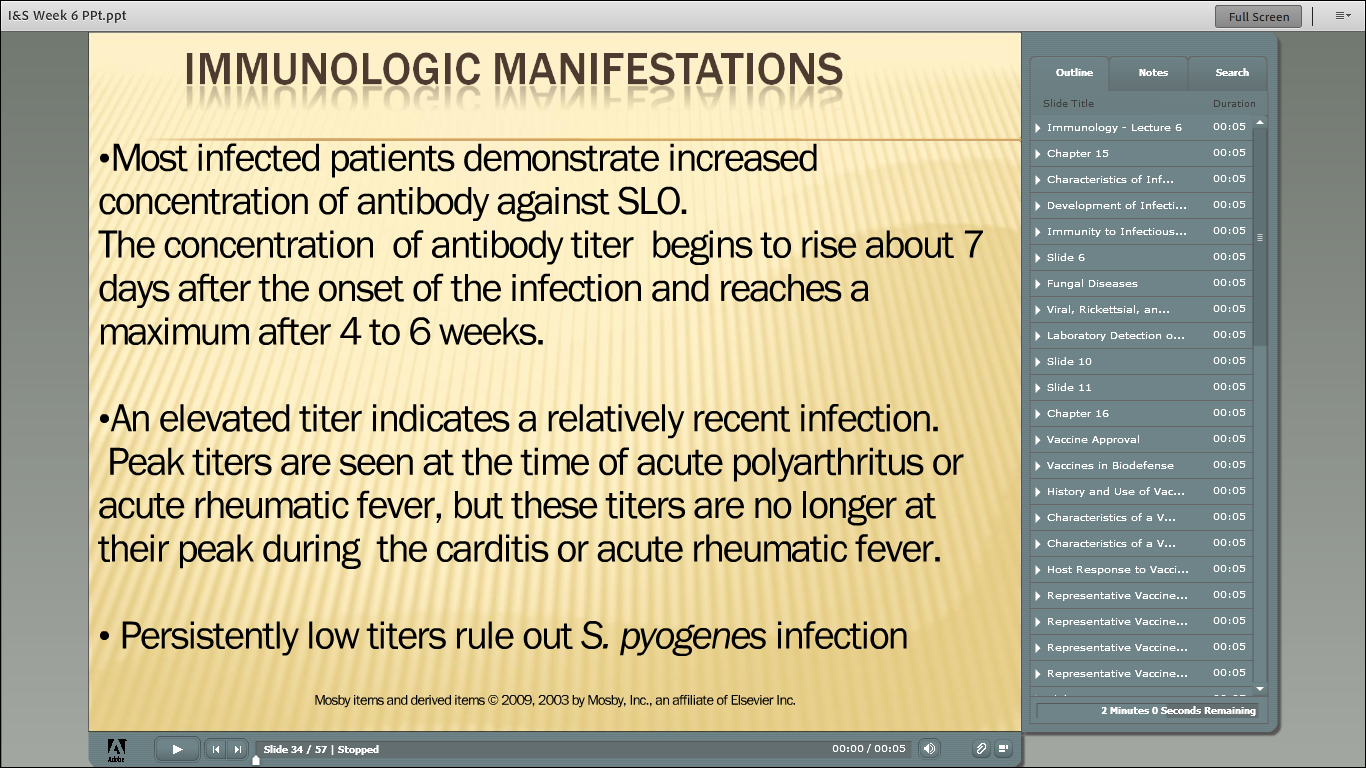 I&S Week 6 PPt.ppt
Full Screen
IMMUNOLOGIC MANIFESTATIONS
•Most infected patients demonstrate increased
concentration of antibody against SLO.
The concentration  of antibody titer  begins to rise about 7
days after the onset of the infection and reaches a
maximum after 4 to 6 weeks.
•An elevated titer indicates a relatively recent infection.
Peak titers are seen at the time of acute polyarthritus or
acute rheumatic fever, but these titers are no longer at
their peak during  the carditis or acute rheumatic fever.
• Persistently low titers rule out S. pyogenes infection
Mosby items and derived items © 2009, 2003 by Mosby, Inc., an affiliate of Elsevier Inc.
Outline Notes Search
Slide Title Duration
Immunology - Lecture 6 00:05
Chapter 15 00:05
Characteristics of Inf... 00:05
Development of Infecti... 00:05
Immunity to Infectious... 00:05
Slide 6 00:05
Fungal Diseases 00:05
Viral, Rickettsial, an... 00:05
Laboratory Detection o... 00:05
Slide 10 00:05
Slide 11 00:05
Chapter 16 00:05
Vaccine Approval 00:05
Vaccines in Biodefense 00:05
History and Use of Vac... 00:05
Characteristics of a V... 00:05
Characteristics of a V... 00:05
Host Response to Vacci... 00:05
Representative Vaccine... 00:05
Representative Vaccine... 00:05
Representative Vaccine... 00:05
Representative Vaccine... 00:05
2 Minutes 0 Seconds Remaining
Adobe
Slide 34 / 57 | Stopped 00:00 / 00:05